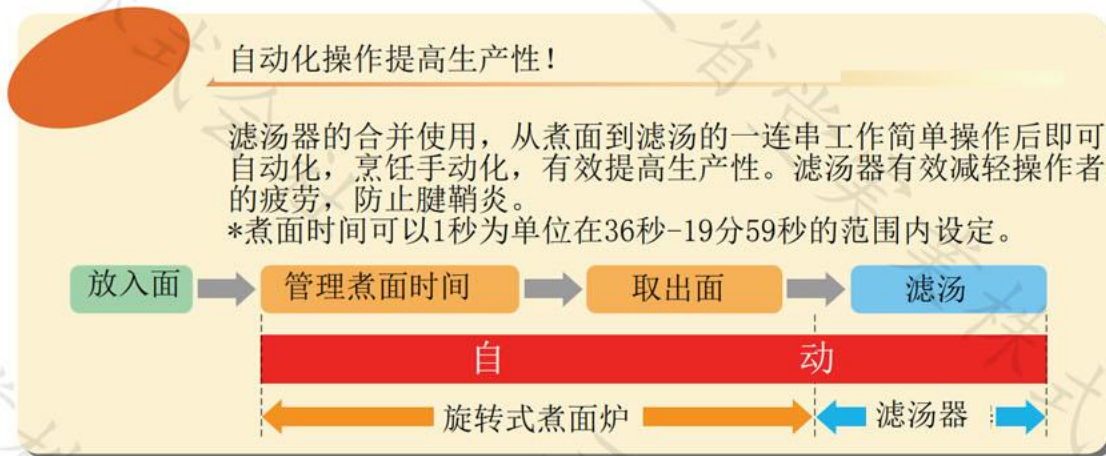 自动化操作提高生产性！
滤汤器的合并使用，从煮面到滤汤的一连串工作简单操作后即可
自动化，烹饪手动化，有效提高生产性。滤汤器有效减轻操作者
的疲劳，防止腱鞘炎。
*煮面时间可以1秒为单位在36秒-19分59秒的范围内设定。
放入面 管理煮面时间 取出面 滤汤
自 动
旋转式煮面炉 滤汤器